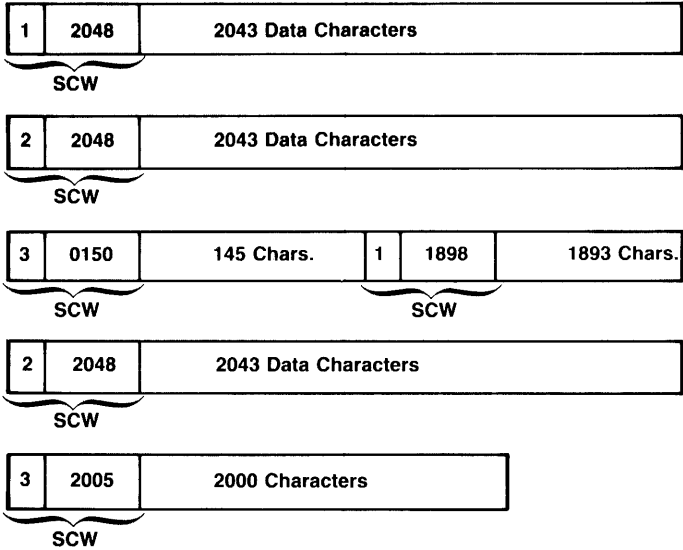 1 2048 2043 Data Characters
SCW
2 2048 2043 Data Characters
SCW
3 0150 145 Chars. 1 1898 1893 Chars.
SCW SCW
2 2048 2043 Data Characters
SCW
3 2005 2000 Characters
SCW